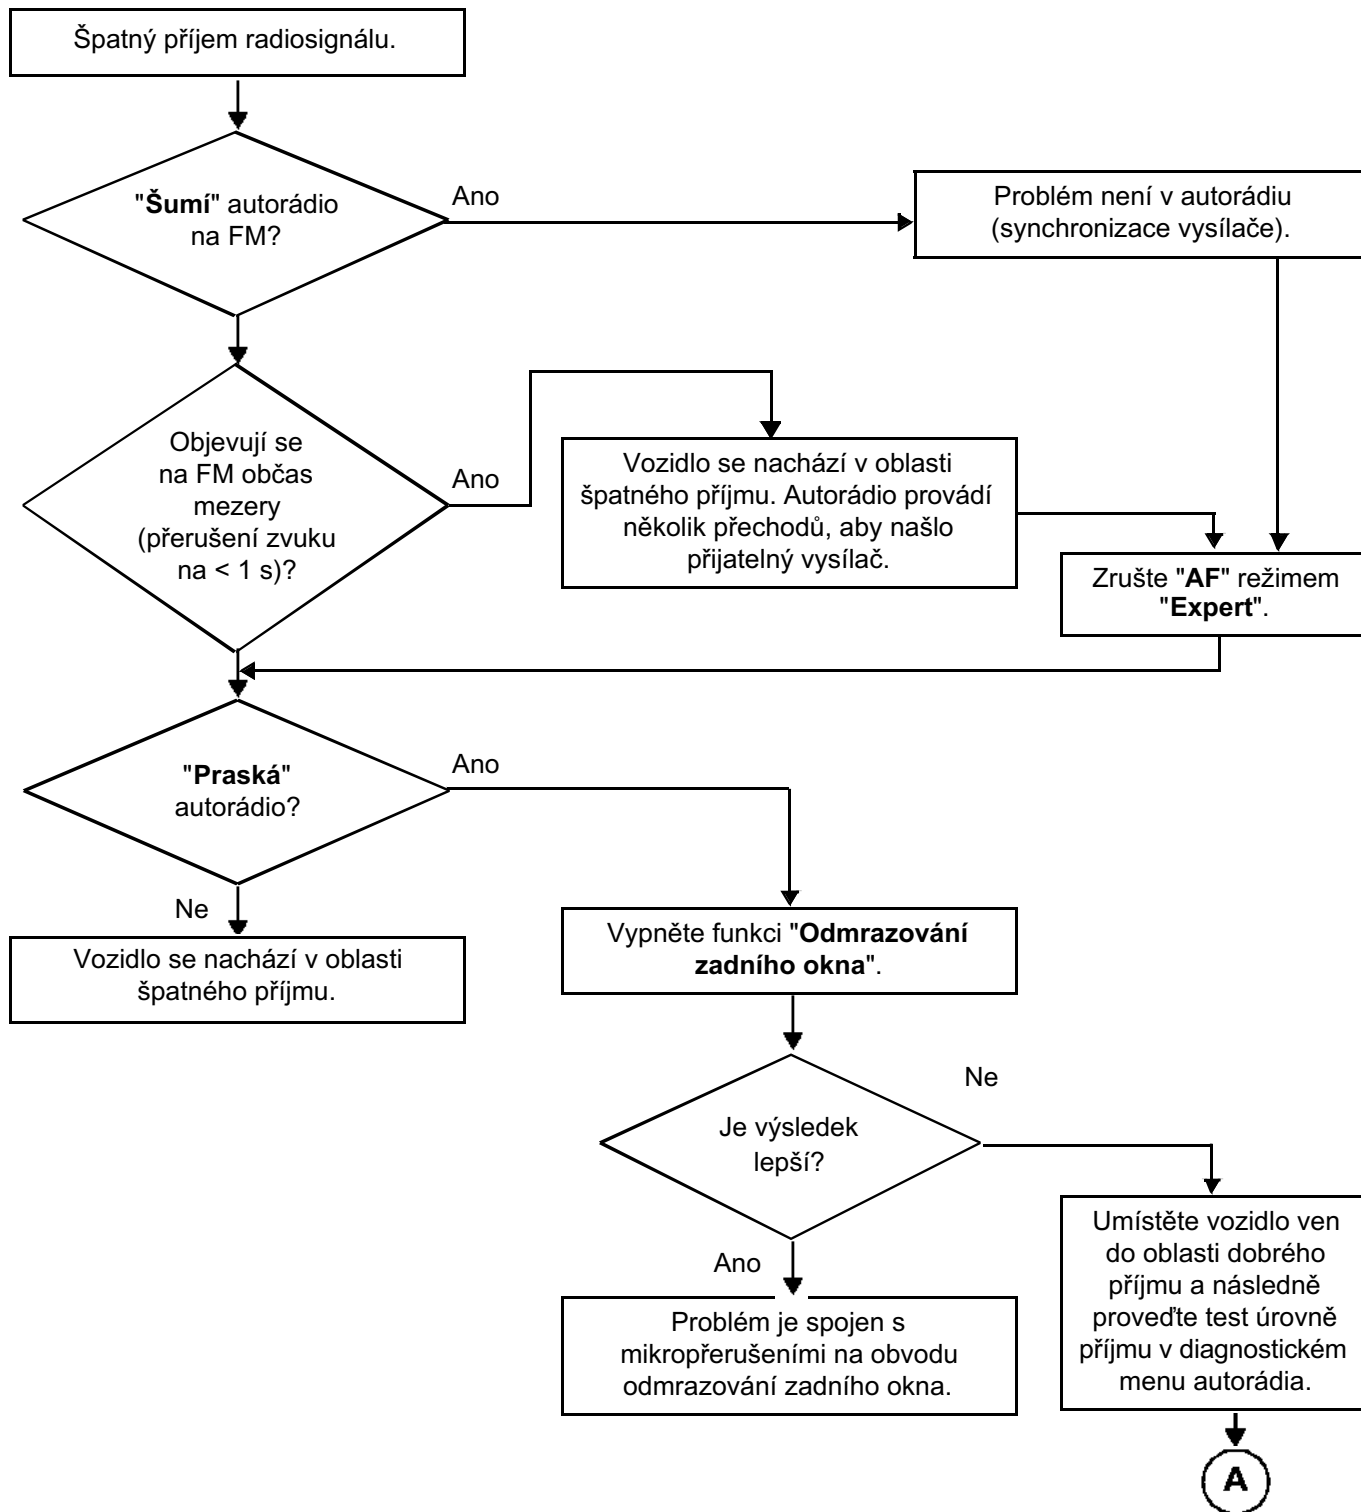 Špatný příjem radiosignálu.
"Šumí" autorádio
na FM?
Ano
Problém není v autorádiu
(synchronizace vysílače).
Objevují se
na FM občas
mezery
(přerušení zvuku
na < 1 s)?
Ano
Vozidlo se nachází v oblasti
špatného příjmu. Autorádio provádí
několik přechodů, aby našlo
přijatelný vysílač.
Zrušte "AF" režimem
"Expert".
"Praská"
autorádio?
Ano
Ne
Vozidlo se nachází v oblasti
špatného příjmu.
Vypněte funkci "Odmrazování
zadního okna".
Je výsledek
lepší?
Ne
Ano
Problém je spojen s
mikropřerušeními na obvodu
odmrazování zadního okna.
Umístěte vozidlo ven
do oblasti dobrého
příjmu a následně
proveďte test úrovně
příjmu v diagnostickém
menu autorádia.
A